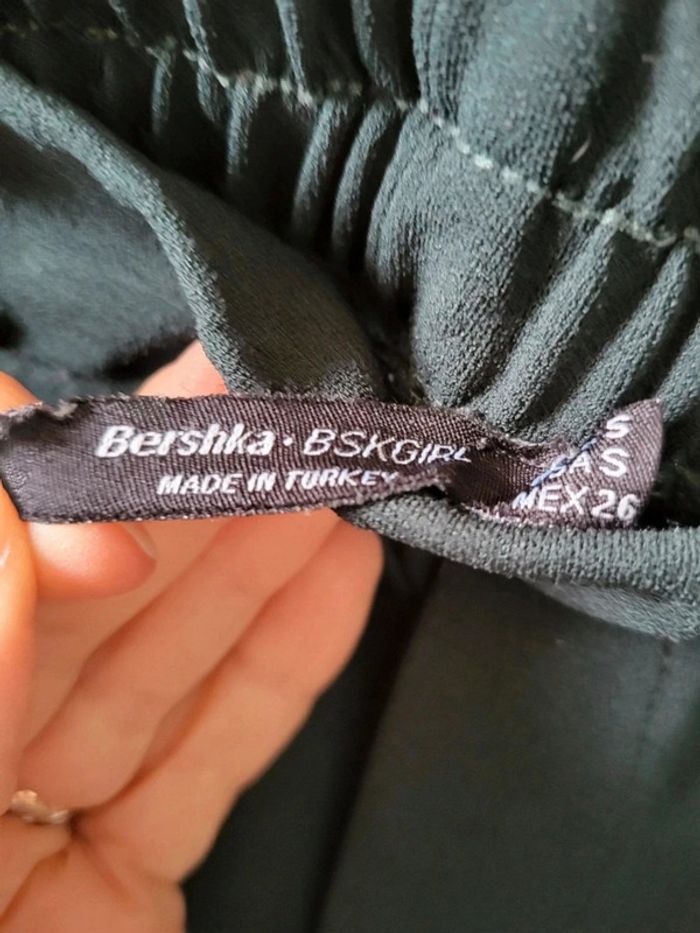 Bershka · BSKGIRL
MADE IN TURKEY
S
S
MEX 26